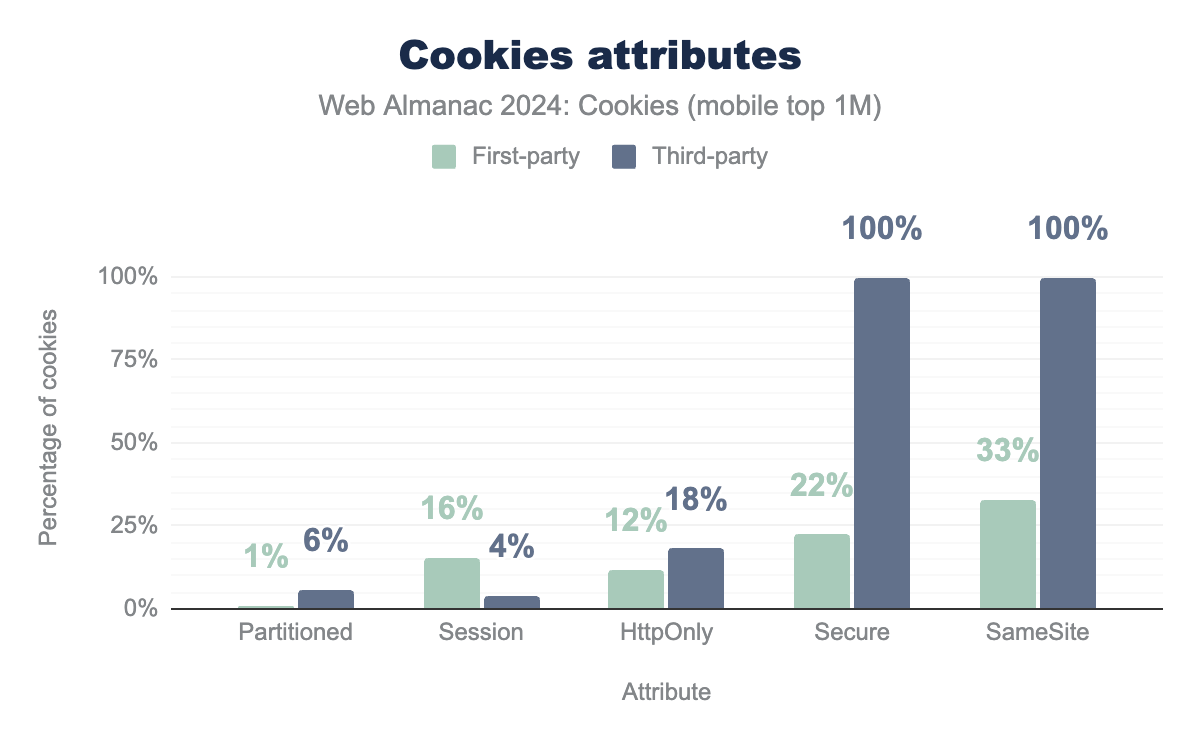 Cookies attributes
Web Almanac 2024: Cookies (mobile top 1M)
First-party Third-party
100% 100%
100%
75%
50%
25%
0%
Percentage of cookies
1% 6% 16% 4% 12% 18% 22% 33%
Partitioned Session HttpOnly Secure SameSite
Attribute